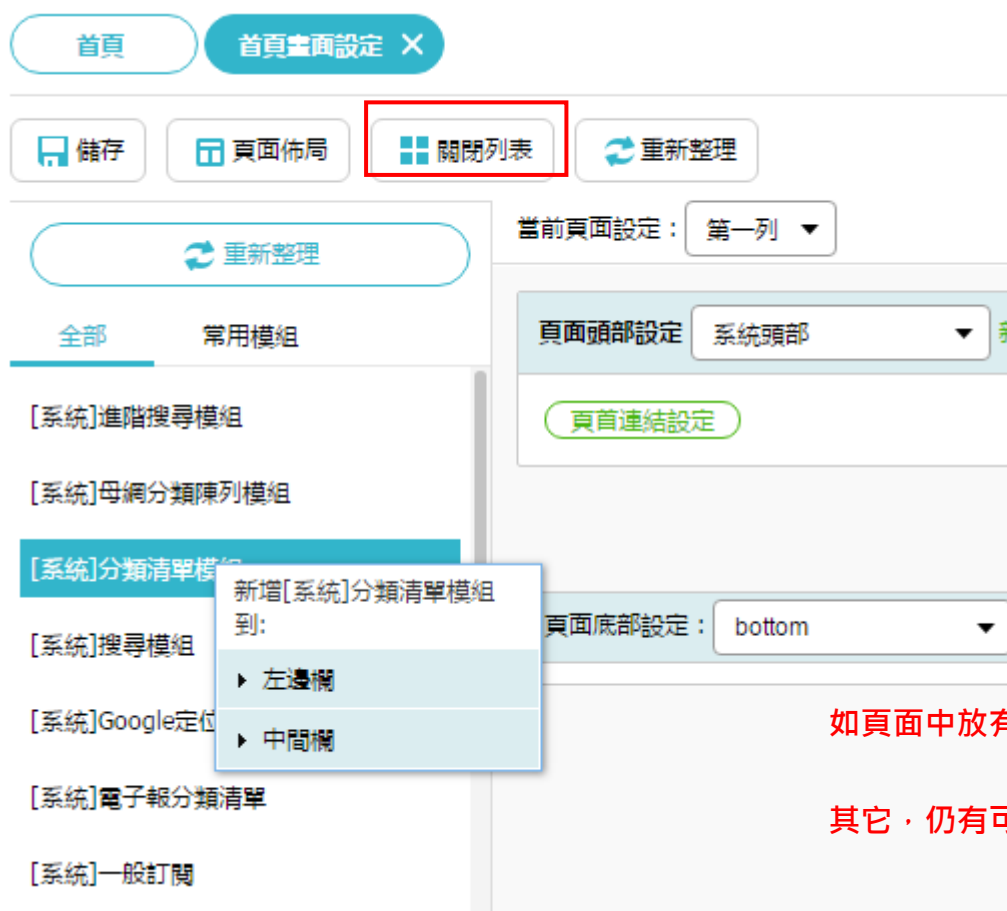 首頁 首頁畫面設定
儲存 頁面佈局 關閉列表 重新整理
重新整理
全部 常用模組
[系統]進階搜尋模組
[系統]母網分類陳列模組
[系統]分類清單模
[系統]搜尋模組
[系統]Google定位
[系統]電子報分類清單
[系統]一般訂閱
新增[系統]分類清單模組
到:
左邊欄
中間欄
當前頁面設定: 第一列
頁面頭部設定 系統頭部
頁首連結設定
頁面底部設定: bottom
如頁面中放有
其它，仍有可